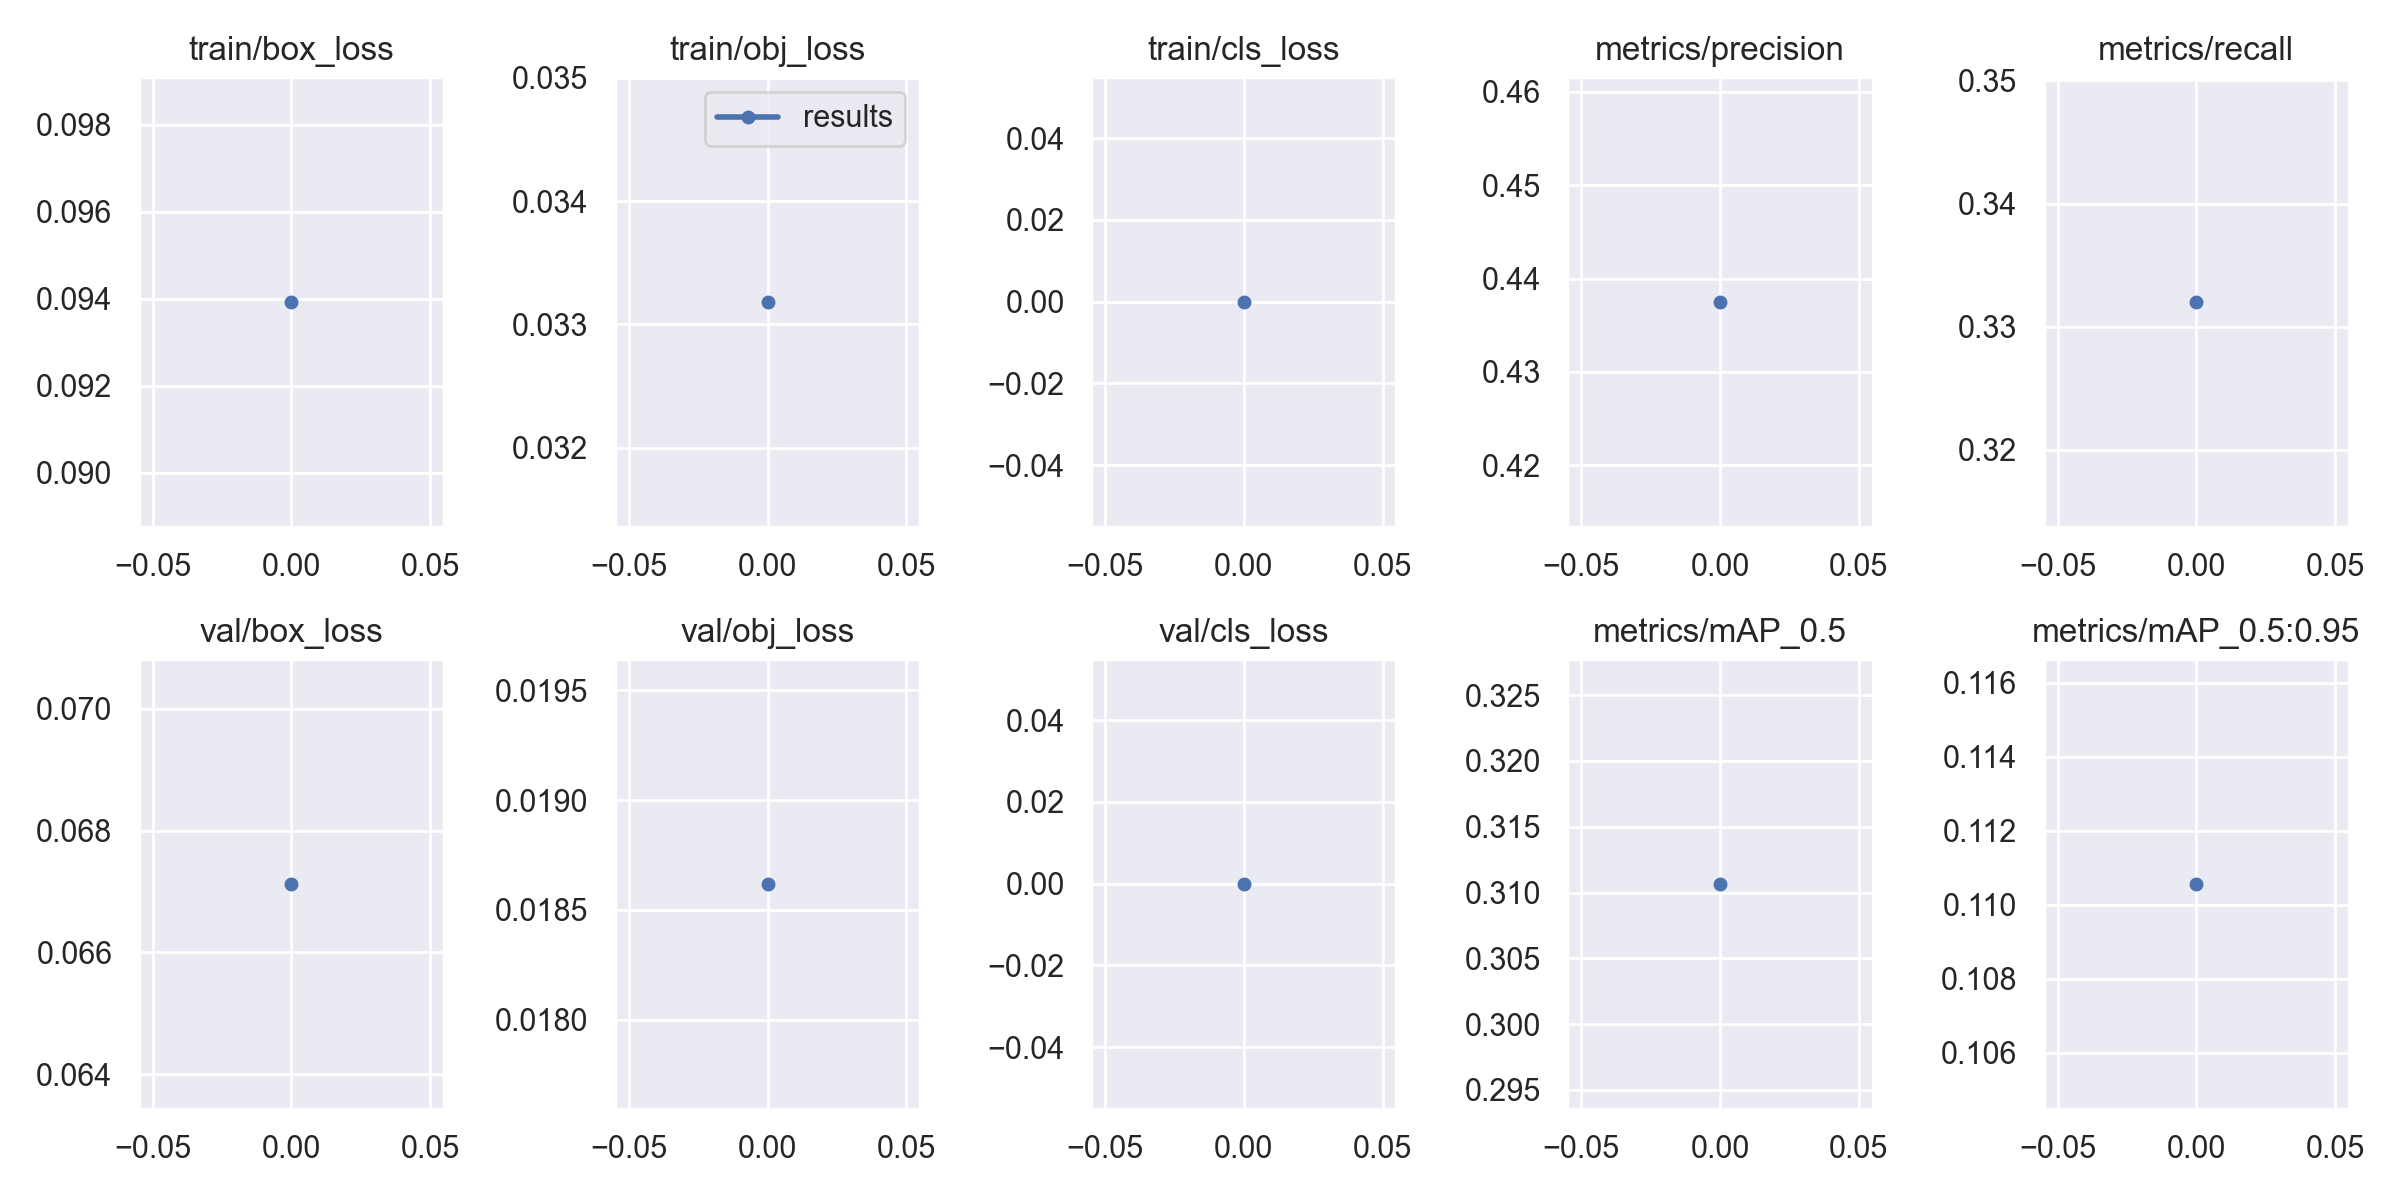 train/box_loss
0.098
0.096
0.094
0.092
0.090
−0.05 0.00 0.05
train/obj_loss
0.035
0.034
0.033
0.032
−0.05 0.00 0.05
results
train/cls_loss
0.04
0.02
0.00
−0.02
−0.04
−0.05 0.00 0.05
metrics/precision
0.46
0.45
0.44
0.43
0.42
−0.05 0.00 0.05
metrics/recall
0.35
0.34
0.33
0.32
−0.05 0.00 0.05
val/box_loss
0.070
0.068
0.066
0.064
−0.05 0.00 0.05
val/obj_loss
0.0195
0.0190
0.0185
0.0180
−0.05 0.00 0.05
val/cls_loss
0.04
0.02
0.00
−0.02
−0.04
−0.05 0.00 0.05
metrics/mAP_0.5
0.325
0.320
0.315
0.310
0.305
0.300
0.295
−0.05 0.00 0.05
metrics/mAP_0.5:0.95
0.116
0.114
0.112
0.110
0.108
0.106
−0.05 0.00 0.05